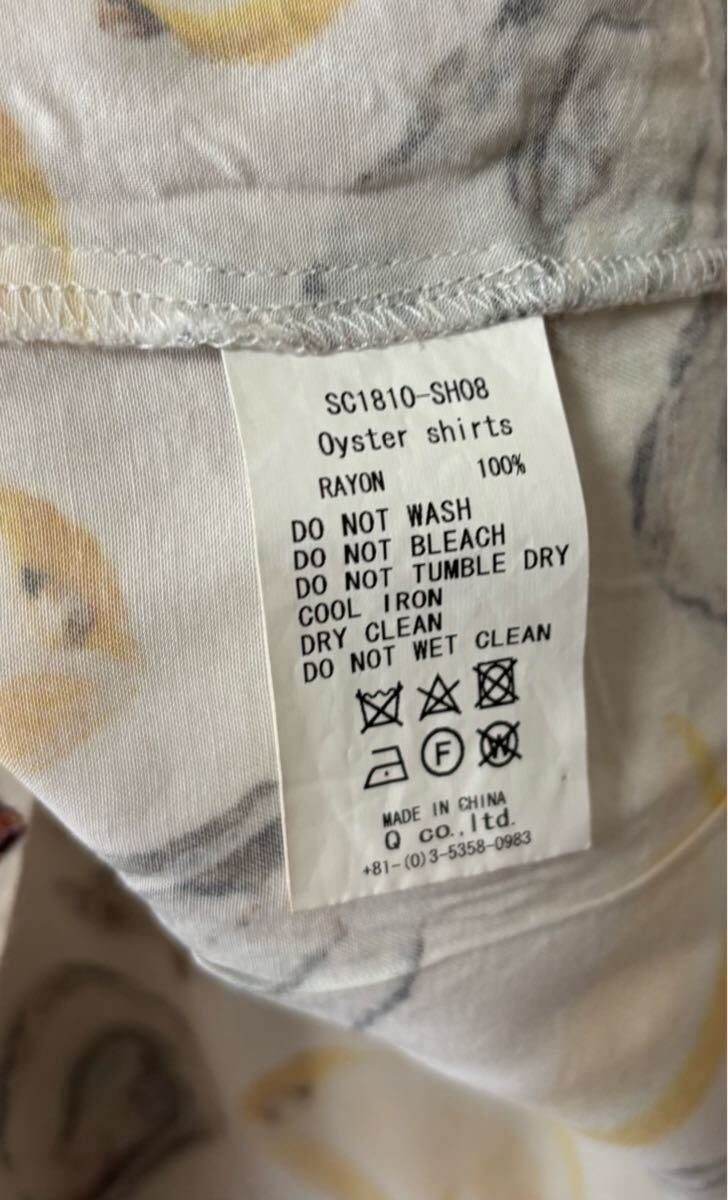 SC1810-SH08
Oyster shirts
RAYON 100%
DO NOT WASH
DO NOT BLEACH
DO NOT TUMBLE DRY
COOL IRON
DRY CLEAN
DO NOT WET CLEAN
F W
MADE IN CHINA
Q co.,ltd.
+81-(0)3-5358-0983